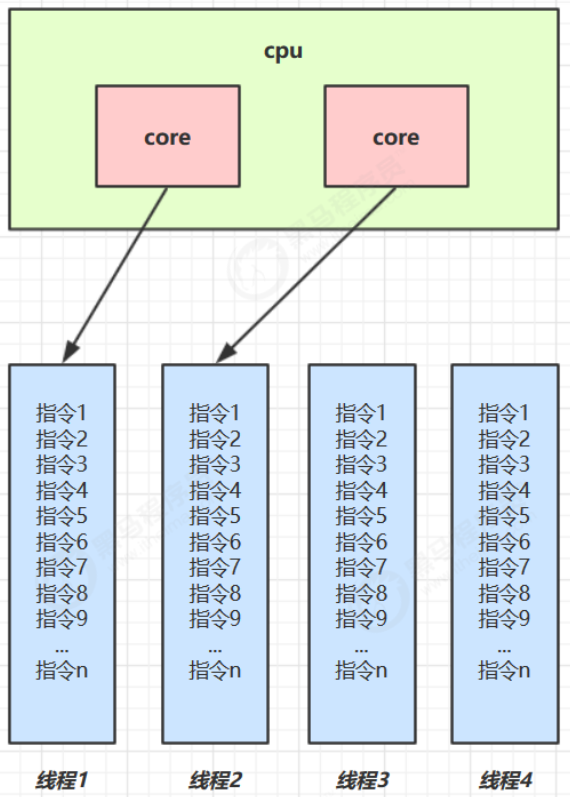 cpu
core
core
指令1
指令2
指令3
指令4
指令5
指令6
指令7
指令8
指令9
...
指令n
指令1
指令2
指令3
指令4
指令5
指令6
指令7
指令8
指令9
...
指令n
指令1
指令2
指令3
指令4
指令5
指令6
指令7
指令8
指令9
...
指令n
指令1
指令2
指令3
指令4
指令5
指令6
指令7
指令8
指令9
...
指令n
线程1
线程2
线程3
线程4
黑马程序员